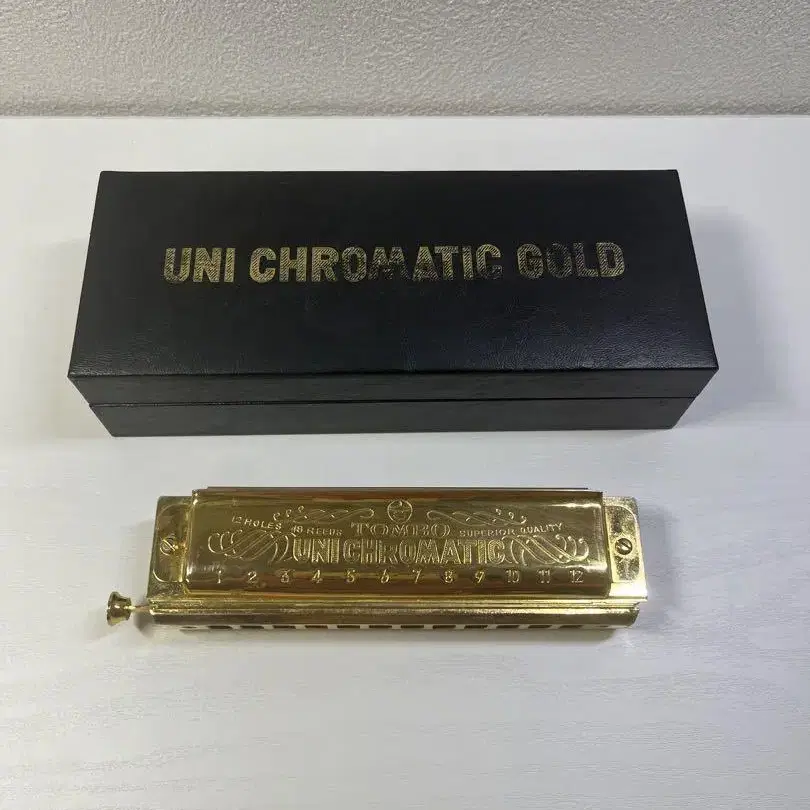 UNI CHROMATIC GOLD
12 HOLES 48 REEDS TOMBO SUPERIOR QUALITY
UNI CHROMATIC
1 2 3 4 5 6 7 8 9 10 11 12